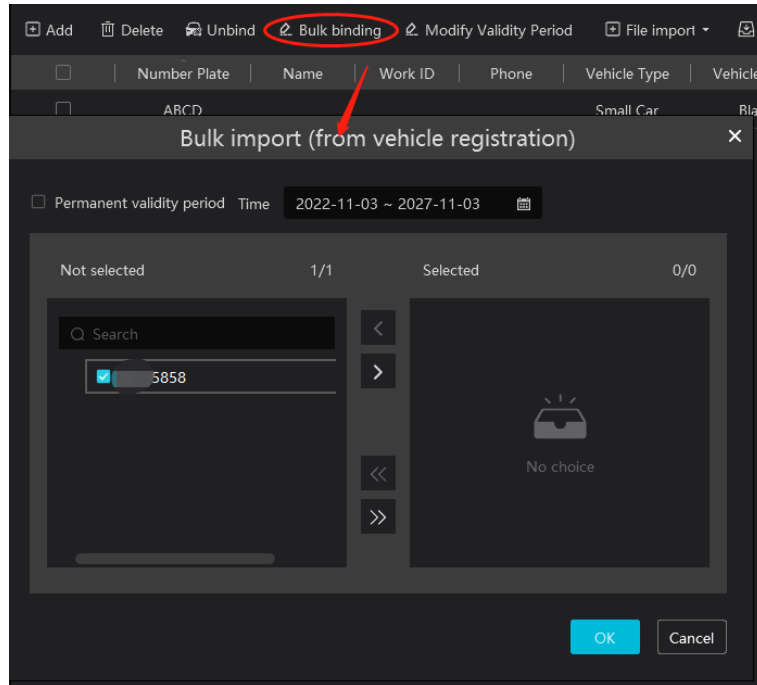 Add Delete Unbind Bulk binding Modify Validity Period File import
Number Plate Name Work ID Phone Vehicle Type Vehicle
ABCD Small Car Bla
Bulk import (from vehicle registration)
Permanent validity period Time 2022-11-03 ~ 2027-11-03
Not selected 1/1 Selected 0/0
Search
5858
No choice
OK Cancel